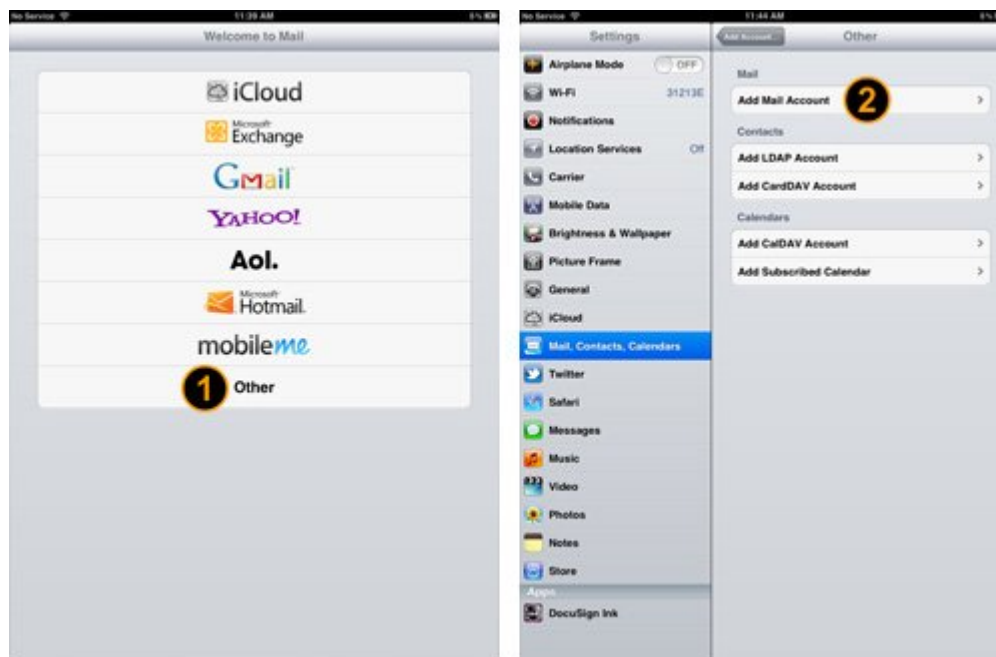 No Service 11:39 AM
Welcome to Mail
iCloud
Microsoft
Exchange
Gmail
YAHOO!
Aol.
Microsoft
Hotmail
mobileme
1 Other
No Service 11:44 AM
Settings
Airplane Mode OFF
Wi-Fi 31213E
Notifications
Location Services Off
Carrier
Mobile Data
Brightness & Wallpaper
Picture Frame
General
iCloud
Mail, Contacts, Calendars
Twitter
Safari
Messages
Music
Video
Photos
Notes
Store
Apps
DocuSign Ink
Add Account... Other
Mail
Add Mail Account 2
Contacts
Add LDAP Account
Add CardDAV Account
Calendars
Add CalDAV Account
Add Subscribed Calendar